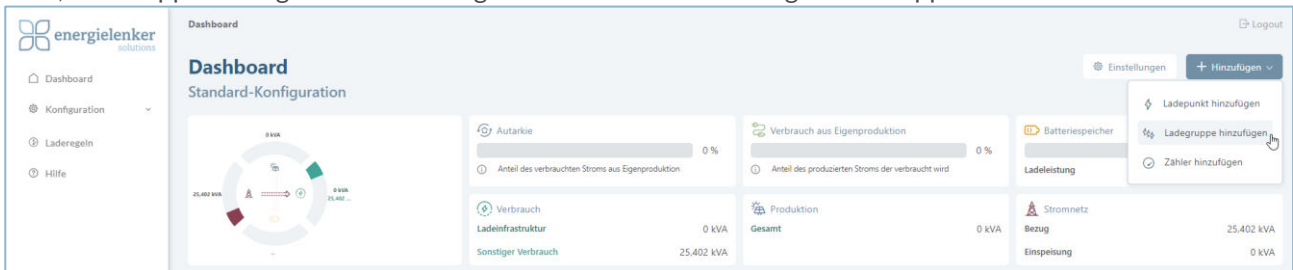 energielenker
solutions
Dashboard
Konfiguration
Laderegeln
Hilfe
Dashboard
Logout
Dashboard
Standard-Konfiguration
Einstellungen
+ Hinzufügen
Ladepunkt hinzufügen
Ladegruppe hinzufügen
Zähler hinzufügen
0 kVA
25,402 kVA
0 kVA
25,402 ...
-
Autarkie
0 %
Anteil des verbrauchten Stroms aus Eigenproduktion
Verbrauch aus Eigenproduktion
0 %
Anteil des produzierten Stroms der verbraucht wird
Batteriespeicher
Ladeleistung
Verbrauch
Ladeinfrastruktur 0 kVA
Sonstiger Verbrauch 25,402 kVA
Produktion
Gesamt 0 kVA
Stromnetz
Bezug 25,402 kVA
Einspeisung 0 kVA